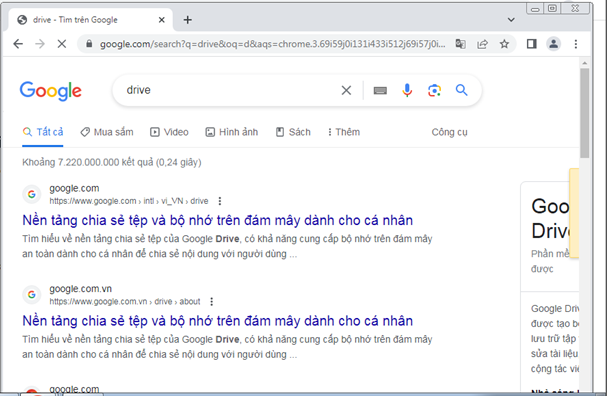 drive - Tìm trên Google
google.com/search?q=drive&oq=d&aqs=chrome.3.69i59j0i131i433i512j69i57j0i...
Google
drive
Tất cả
Mua sắm
Video
Hình ảnh
Sách
Thêm
Công cụ
Khoảng 7.220.000.000 kết quả (0,24 giây)
google.com
https://www.google.com › intl › vi_VN › drive
Nền tảng chia sẻ tệp và bộ nhớ trên đám mây dành cho cá nhân
Tìm hiểu về nền tảng chia sẻ tệp của Google Drive, có khả năng cung cấp bộ nhớ trên đám mây
an toàn dành cho cá nhân để chia sẻ nội dung với người dùng ...
google.com.vn
https://www.google.com.vn › drive › about
Nền tảng chia sẻ tệp và bộ nhớ trên đám mây dành cho cá nhân
Tìm hiểu về nền tảng chia sẻ tệp của Google Drive, có khả năng cung cấp bộ nhớ trên đám mây
an toàn dành cho cá nhân để chia sẻ nội dung với người dùng ...
google.com
Goo
Drive
Phần mề
được
Google Dri
được tạo b
lưu trữ tập
sửa tài liệu
cộng tác vi